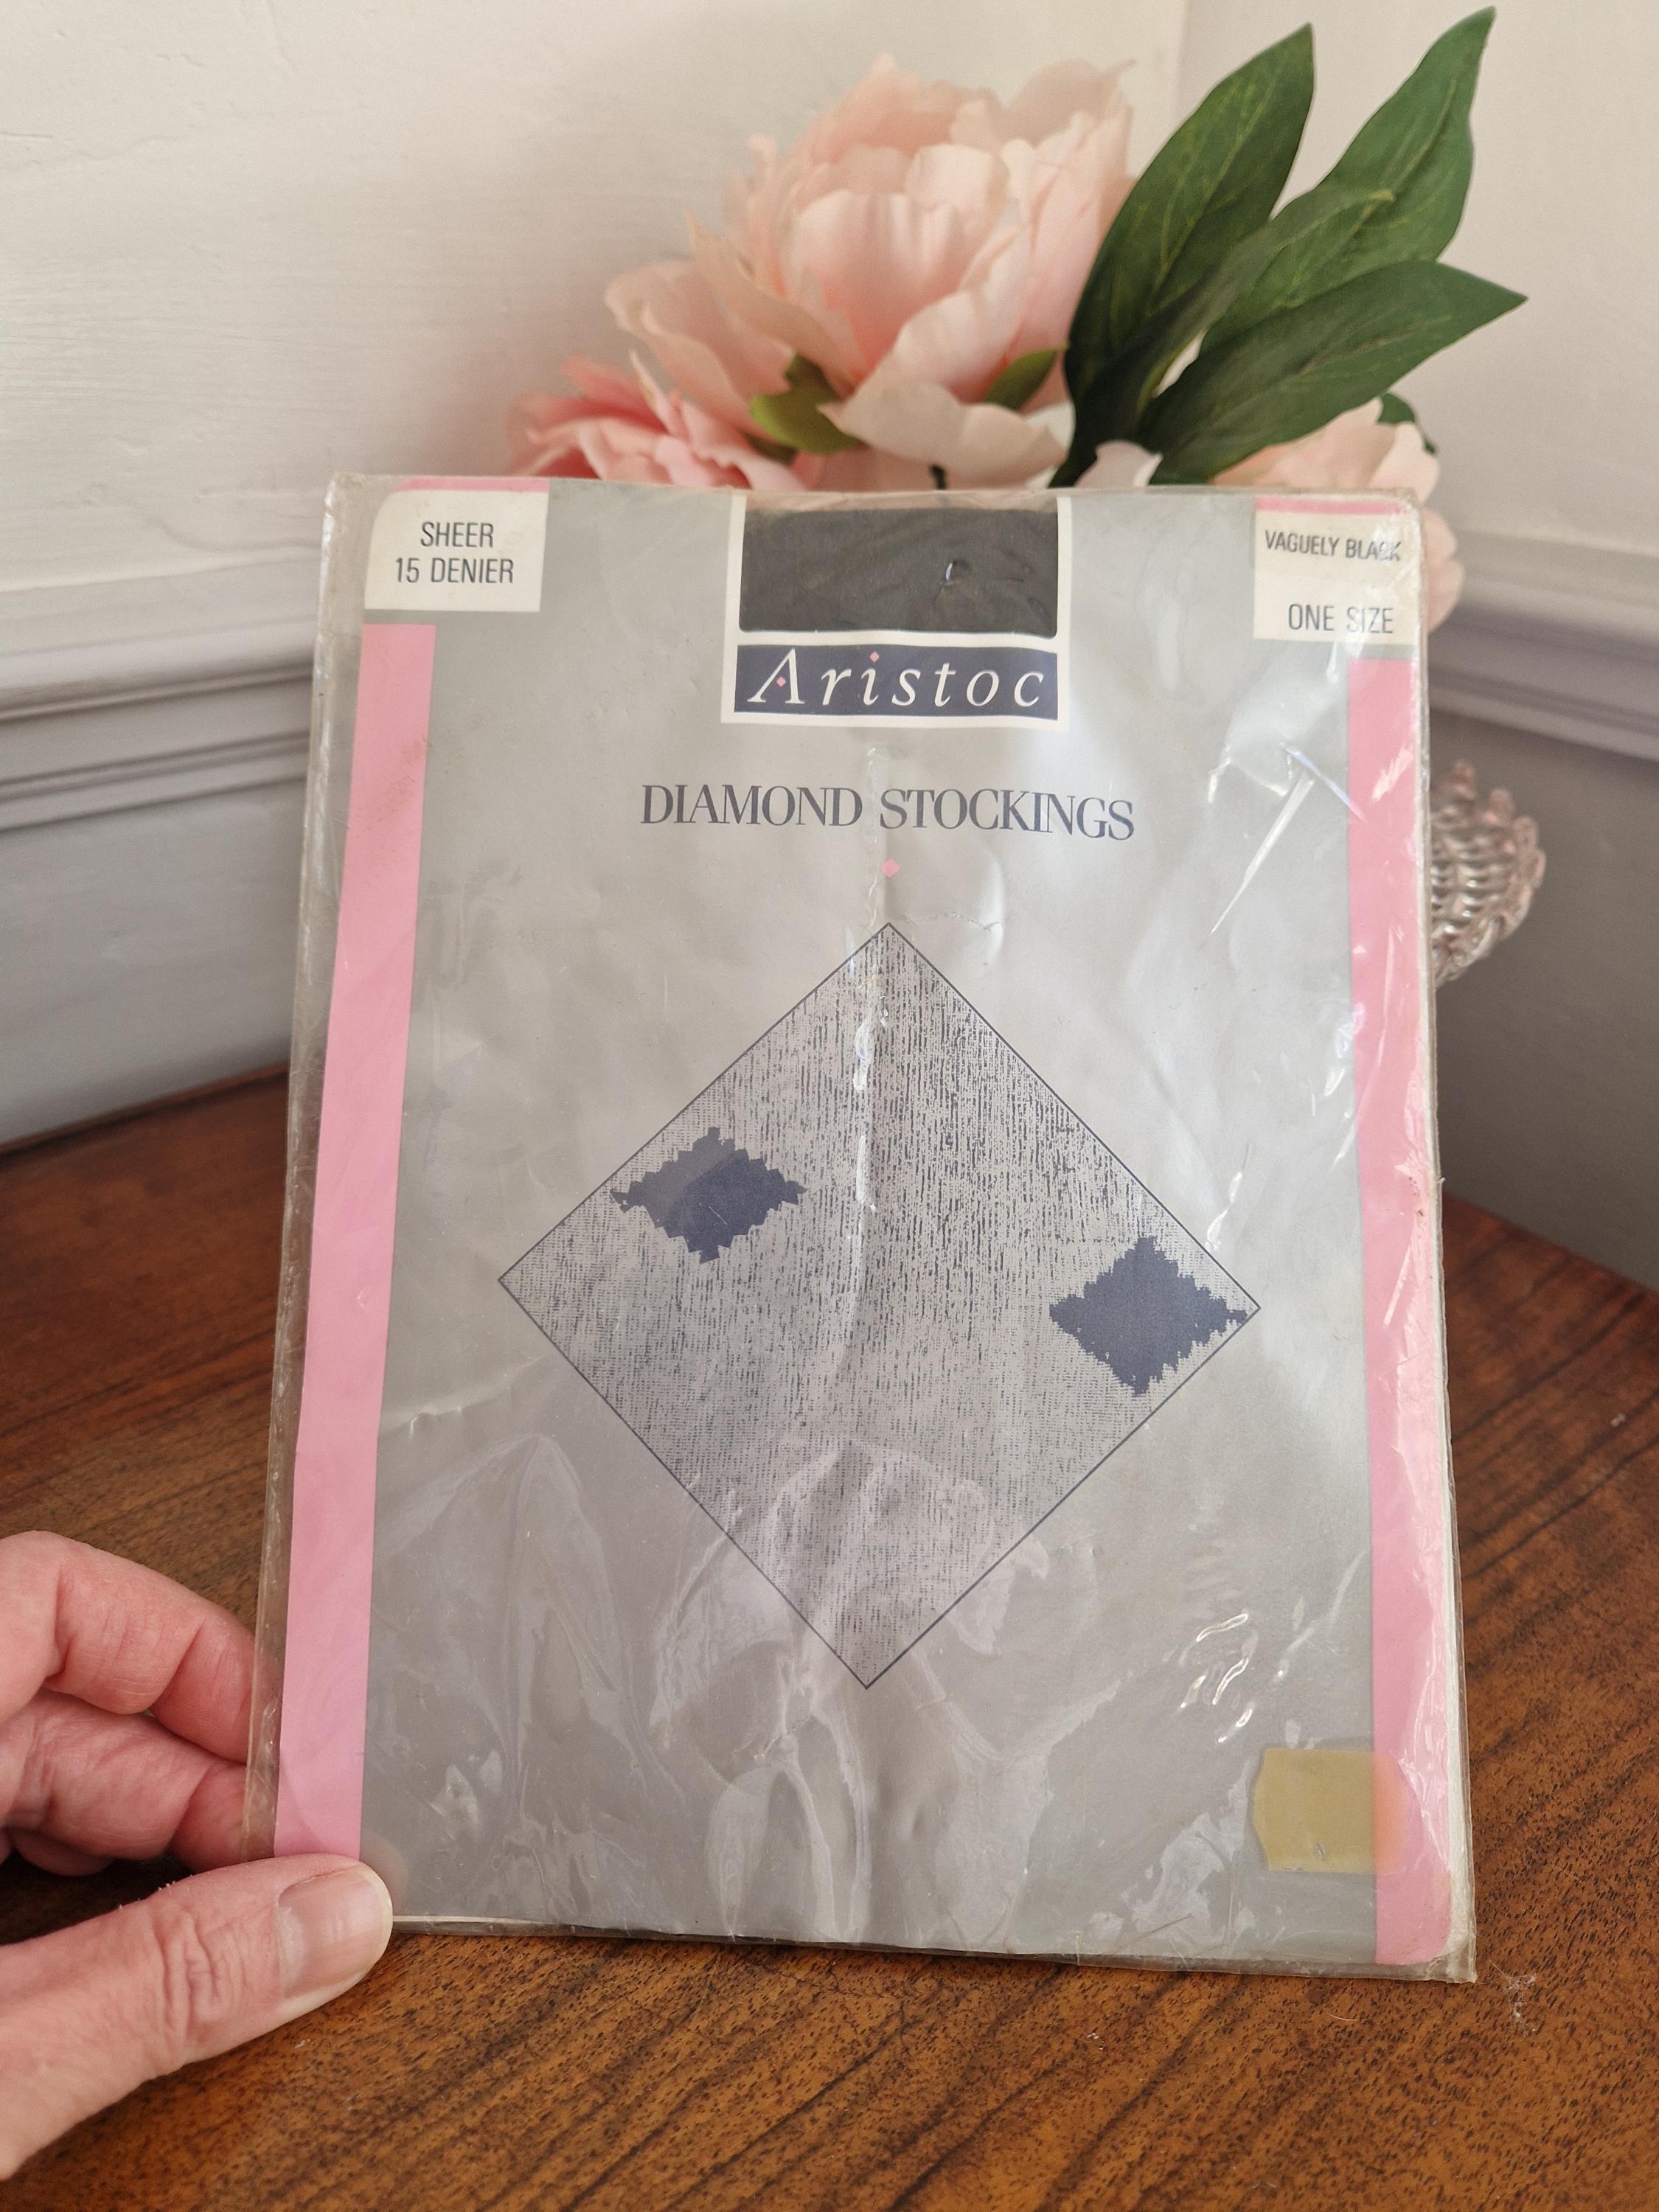 SHEER
15 DENIER
VAGUELY BLACK
ONE SIZE
Aristoc
DIAMOND STOCKINGS